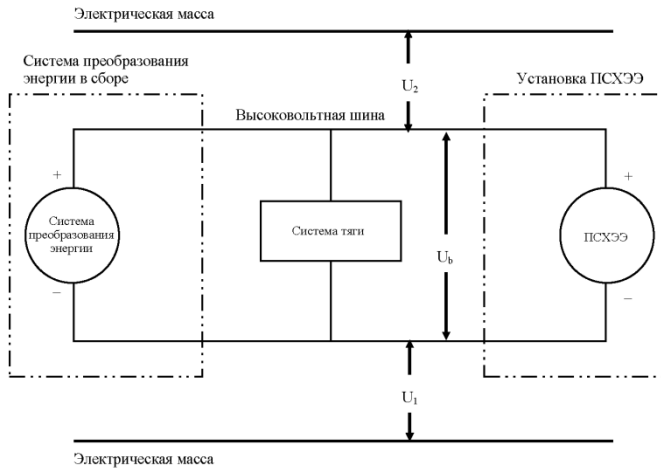 Электрическая масса
Система преобразования
энергии в сборе
Установка ПСХЭЭ
U2
Высоковольтная шина
+
+
Система
преобразования
энергии
Система тяги
ПСХЭЭ
Ub
–
–
U1
Электрическая масса